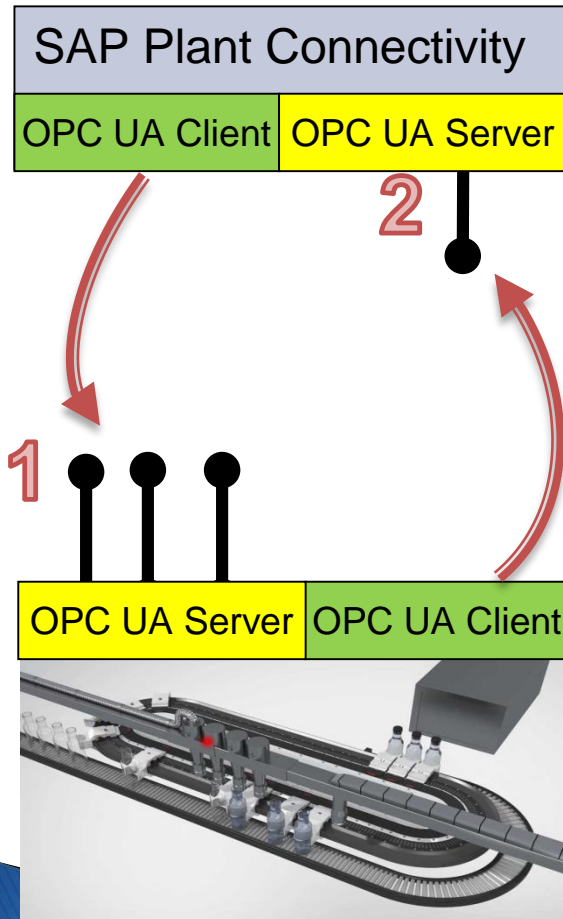 SAP Plant Connectivity
OPC UA Client OPC UA Server
2
1
OPC UA Server OPC UA Client